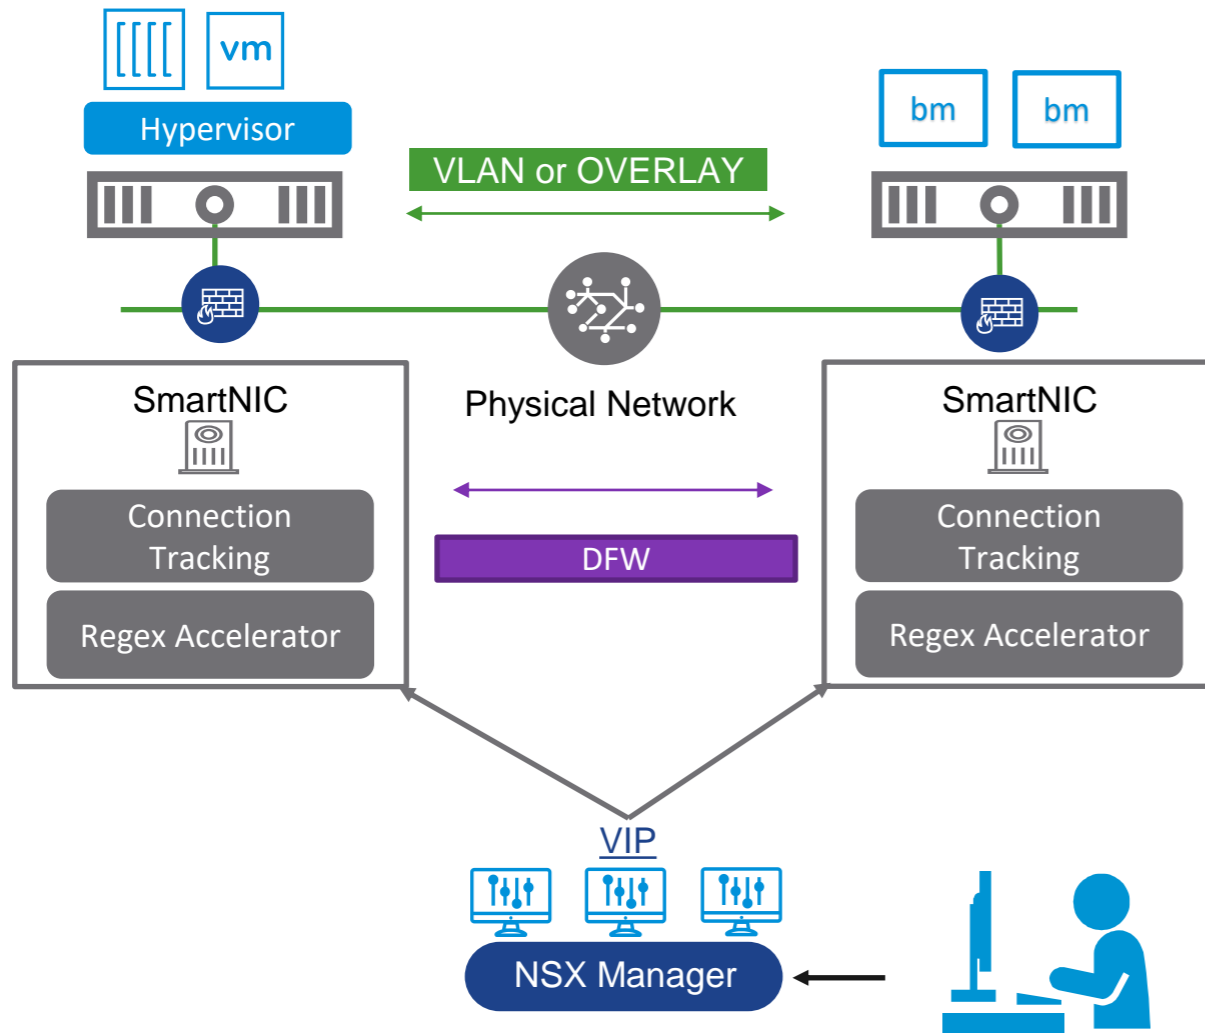 vm
Hypervisor
bm
bm
VLAN or OVERLAY
SmartNIC
Physical Network
SmartNIC
Connection
Tracking
Regex Accelerator
DFW
Connection
Tracking
Regex Accelerator
VIP
NSX Manager